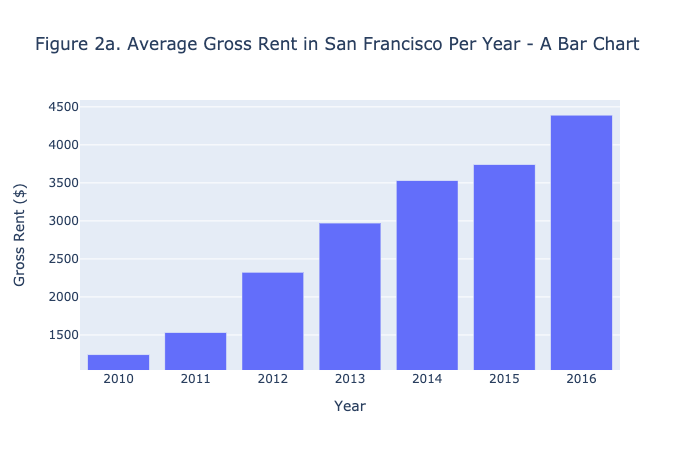 Figure 2a. Average Gross Rent in San Francisco Per Year - A Bar Chart
Gross Rent ($)
4500
4000
3500
3000
2500
2000
1500
2010 2011 2012 2013 2014 2015 2016
Year